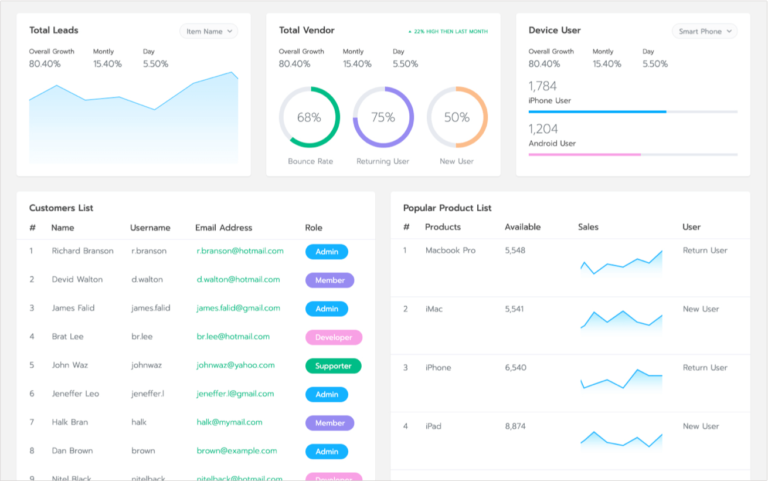 Total Leads
Item Name
Overall Growth Montly Day
80.40% 15.40% 5.50%
Total Vendor
▲ 22% HIGH THEN LAST MONTH
Overall Growth Montly Day
80.40% 15.40% 5.50%
68% 75% 50%
Bounce Rate Returning User New User
Device User
Smart Phone
Overall Growth Montly Day
80.40% 15.40% 5.50%
1,784
iPhone User
1,204
Android User
Customers List
# Name Username Email Address Role
1 Richard Branson r.branson r.branson@hotmail.com Admin
2 Devid Walton d.walton d.walton@hotmail.com Member
3 James Falid james.falid james.falid@gmail.com Admin
4 Brat Lee br.lee br.lee@hotmail.com Developer
5 John Waz johnwaz johnwaz@yahoo.com Supporter
6 Jeneffer Leo jeneffer.l jeneffer.l@gmail.com Admin
7 Halk Bran halk halk@mymail.com Member
8 Dan Brown brown brown@example.com Admin
9 Nitel Black nitelback nitelback@hotmail.com Developer
Popular Product List
# Products Available Sales User
1 Macbook Pro 5,548 Return User
2 iMac 5,541 New User
3 iPhone 6,540 Return User
4 iPad 8,874 New User